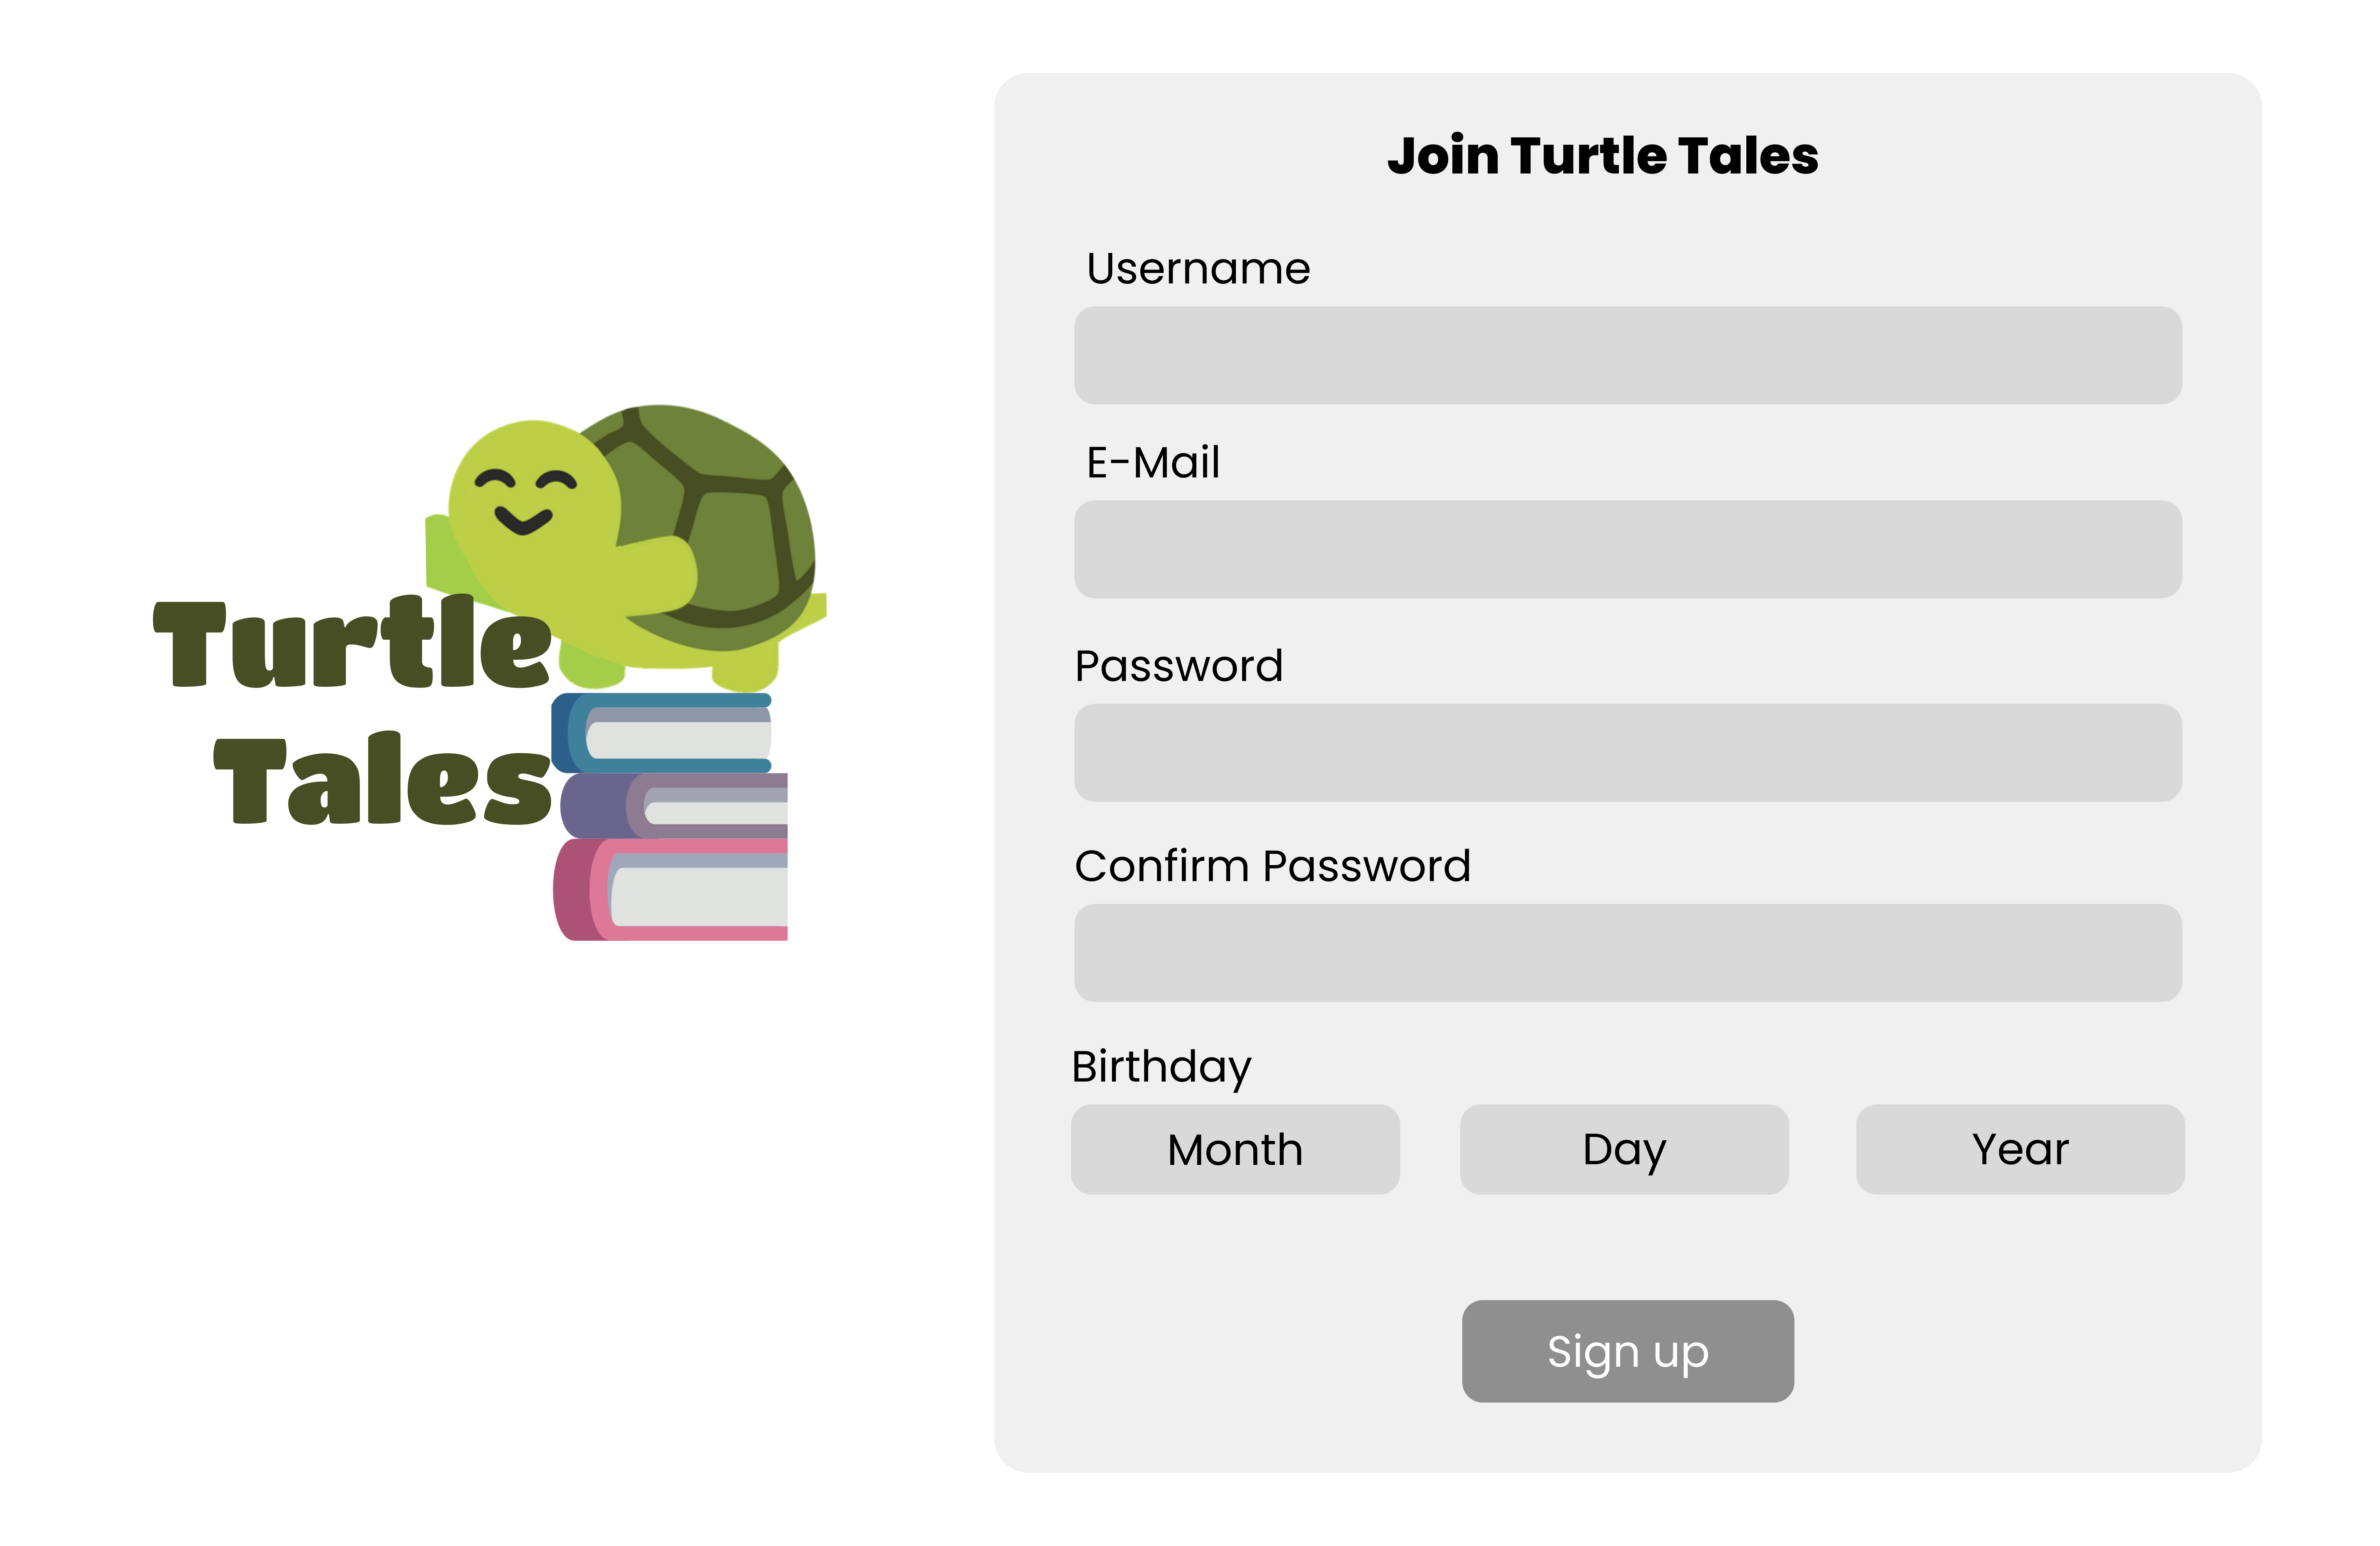 Turtle
Tales
Join Turtle Tales
Username
E-Mail
Password
Confirm Password
Birthday
Month Day Year
Sign up